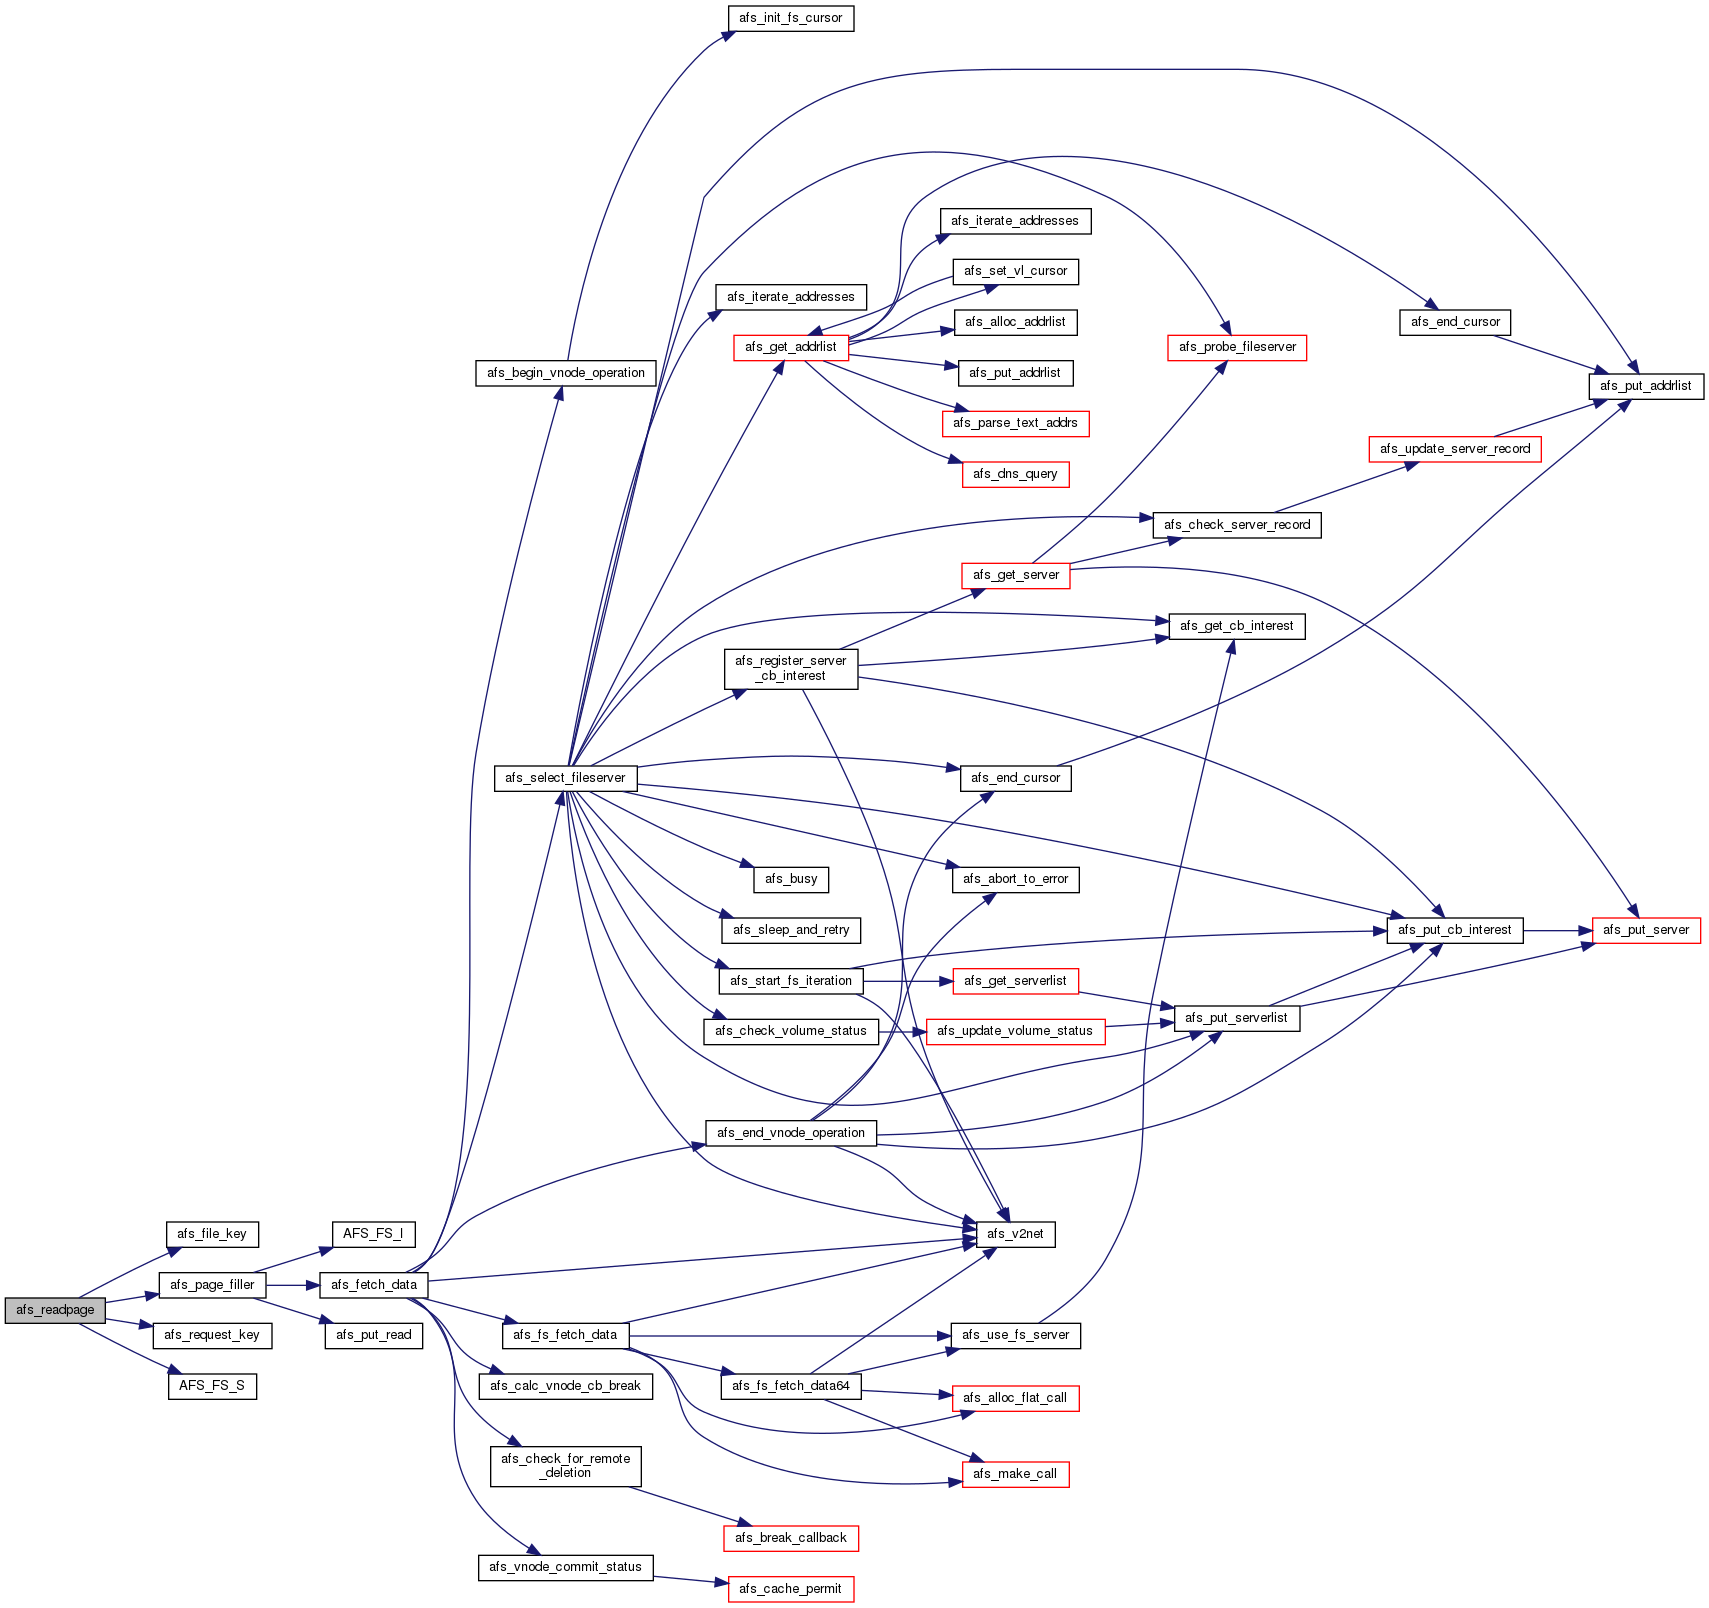 afs_init_fs_cursor
afs_iterate_addresses
afs_set_vl_cursor
afs_iterate_addresses
afs_end_cursor
afs_alloc_addrlist
afs_get_addrlist
afs_probe_fileserver
afs_begin_vnode_operation
afs_put_addrlist
afs_put_addrlist
afs_parse_text_addrs
afs_update_server_record
afs_dns_query
afs_check_server_record
afs_get_server
afs_get_cb_interest
afs_register_server
_cb_interest
afs_select_fileserver
afs_end_cursor
afs_busy
afs_abort_to_error
afs_sleep_and_retry
afs_put_cb_interest
afs_put_server
afs_start_fs_iteration
afs_get_serverlist
afs_put_serverlist
afs_check_volume_status
afs_update_volume_status
afs_end_vnode_operation
afs_file_key
AFS_FS_I
afs_v2net
afs_page_filler
afs_fetch_data
afs_readpage
afs_request_key
afs_put_read
afs_fs_fetch_data
afs_use_fs_server
AFS_FS_S
afs_calc_vnode_cb_break
afs_fs_fetch_data64
afs_alloc_flat_call
afs_check_for_remote
_deletion
afs_make_call
afs_break_callback
afs_vnode_commit_status
afs_cache_permit